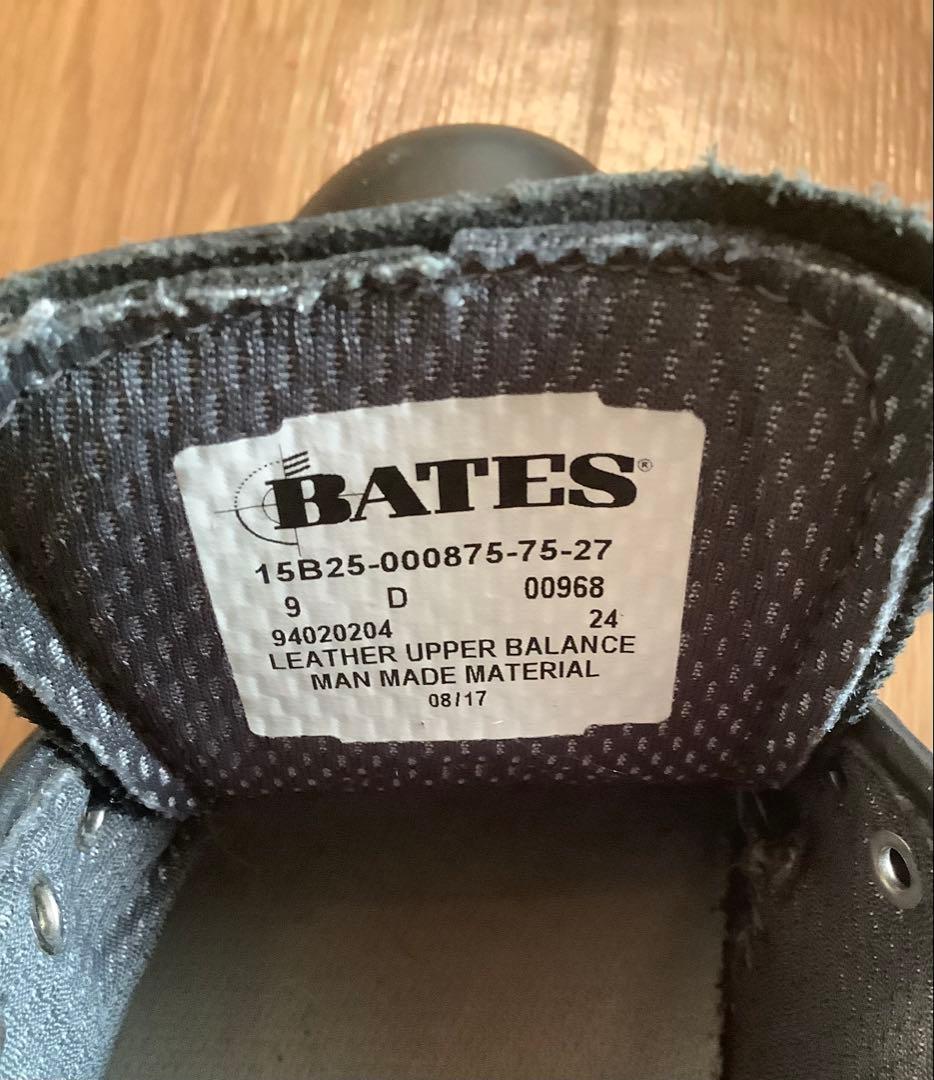 BATES®
15B25-000875-75-27
9 D 00968
94020204 24
LEATHER UPPER BALANCE
MAN MADE MATERIAL
08/17